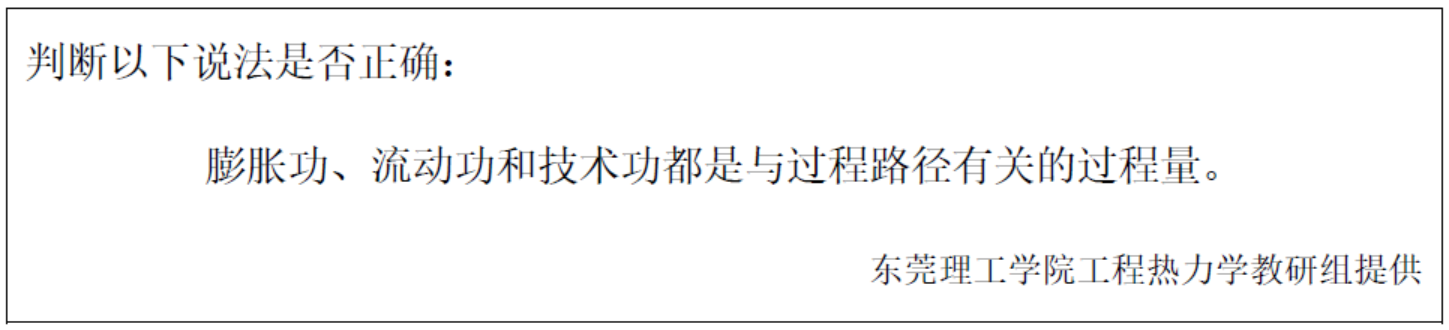 判断以下说法是否正确：
膨胀功、流动功和技术功都是与过程路径有关的过程量。
东莞理工学院工程热力学教研组提供